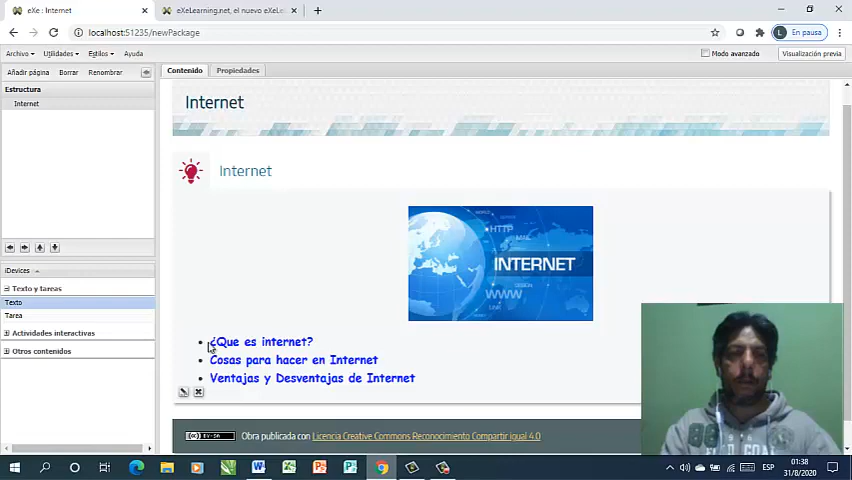 eXe : Internet
eXeLearning.net, el nuevo eXeLe
localhost:51235/newPackage
L En pausa
Archivo
Utilidades
Estilos
Modo avanzado
Visualización previa
Añadir página
Borrar
Renombrar
Contenido
Propiedades
Estructura
Internet
Internet
Internet
HTTP
INTERNET
WWW
¿Que es internet?
Cosas para hacer en Internet
Ventajas y Desventajas de Internet
iDevices
Texto y tareas
Texto
Tarea
Actividades interactivas
Otros contenidos
Obra publicada con Licencia Creative Commons Reconocimiento Compartir igual 4.0
ESP
01:38
31/8/2020